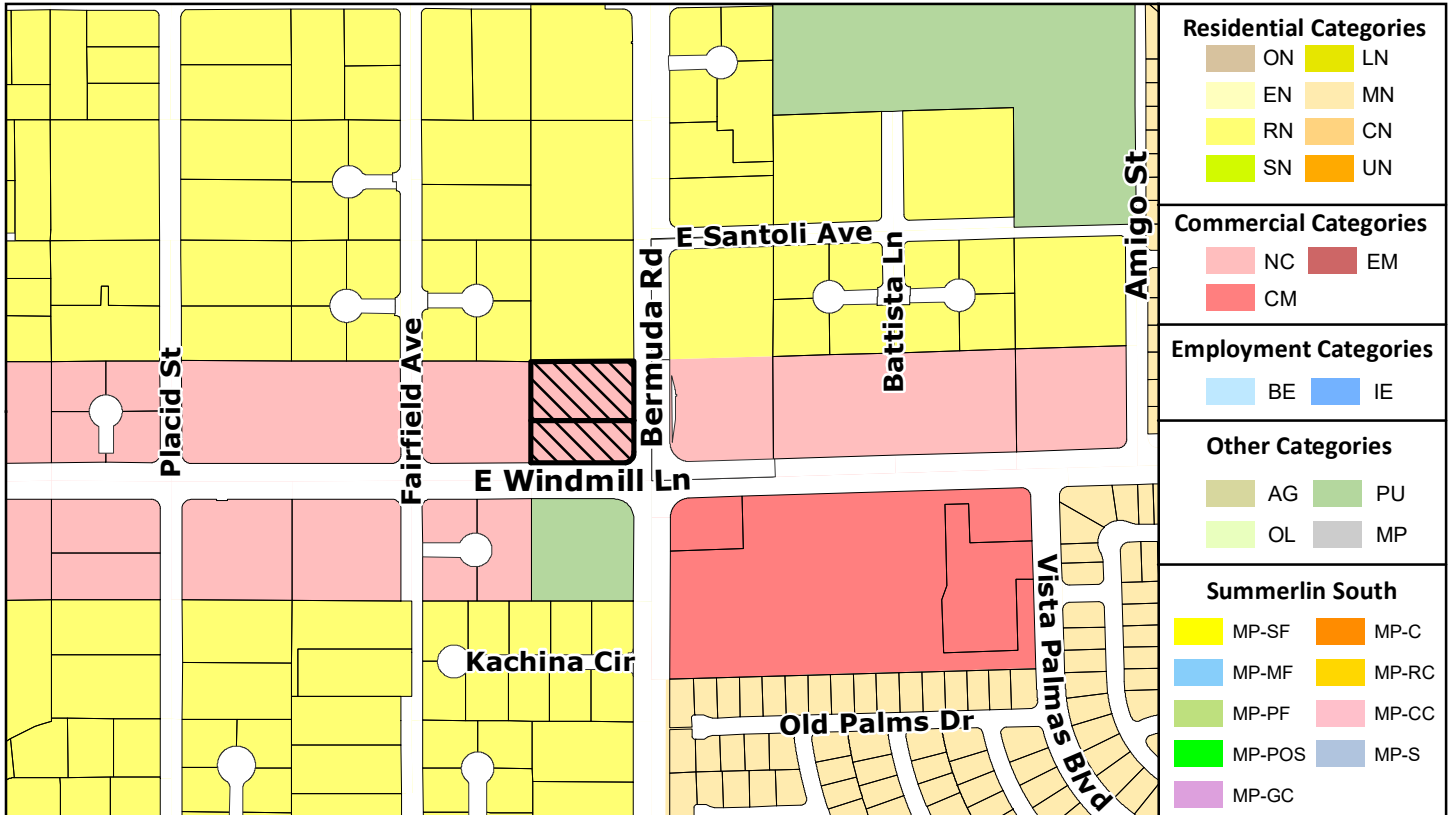 E Santoli Ave
Amigo St
Bermuda Rd
Battista Ln
Placid St
Fairfield Ave
E Windmill Ln
Kachina Cir
Vista Palmas Blvd
Old Palms Dr
Residential Categories
ON LN
EN MN
RN CN
SN UN
Commercial Categories
NC EM
CM
Employment Categories
BE IE
Other Categories
AG PU
OL MP
Summerlin South
MP-SF MP-C
MP-MF MP-RC
MP-PF MP-CC
MP-POS MP-S
MP-GC